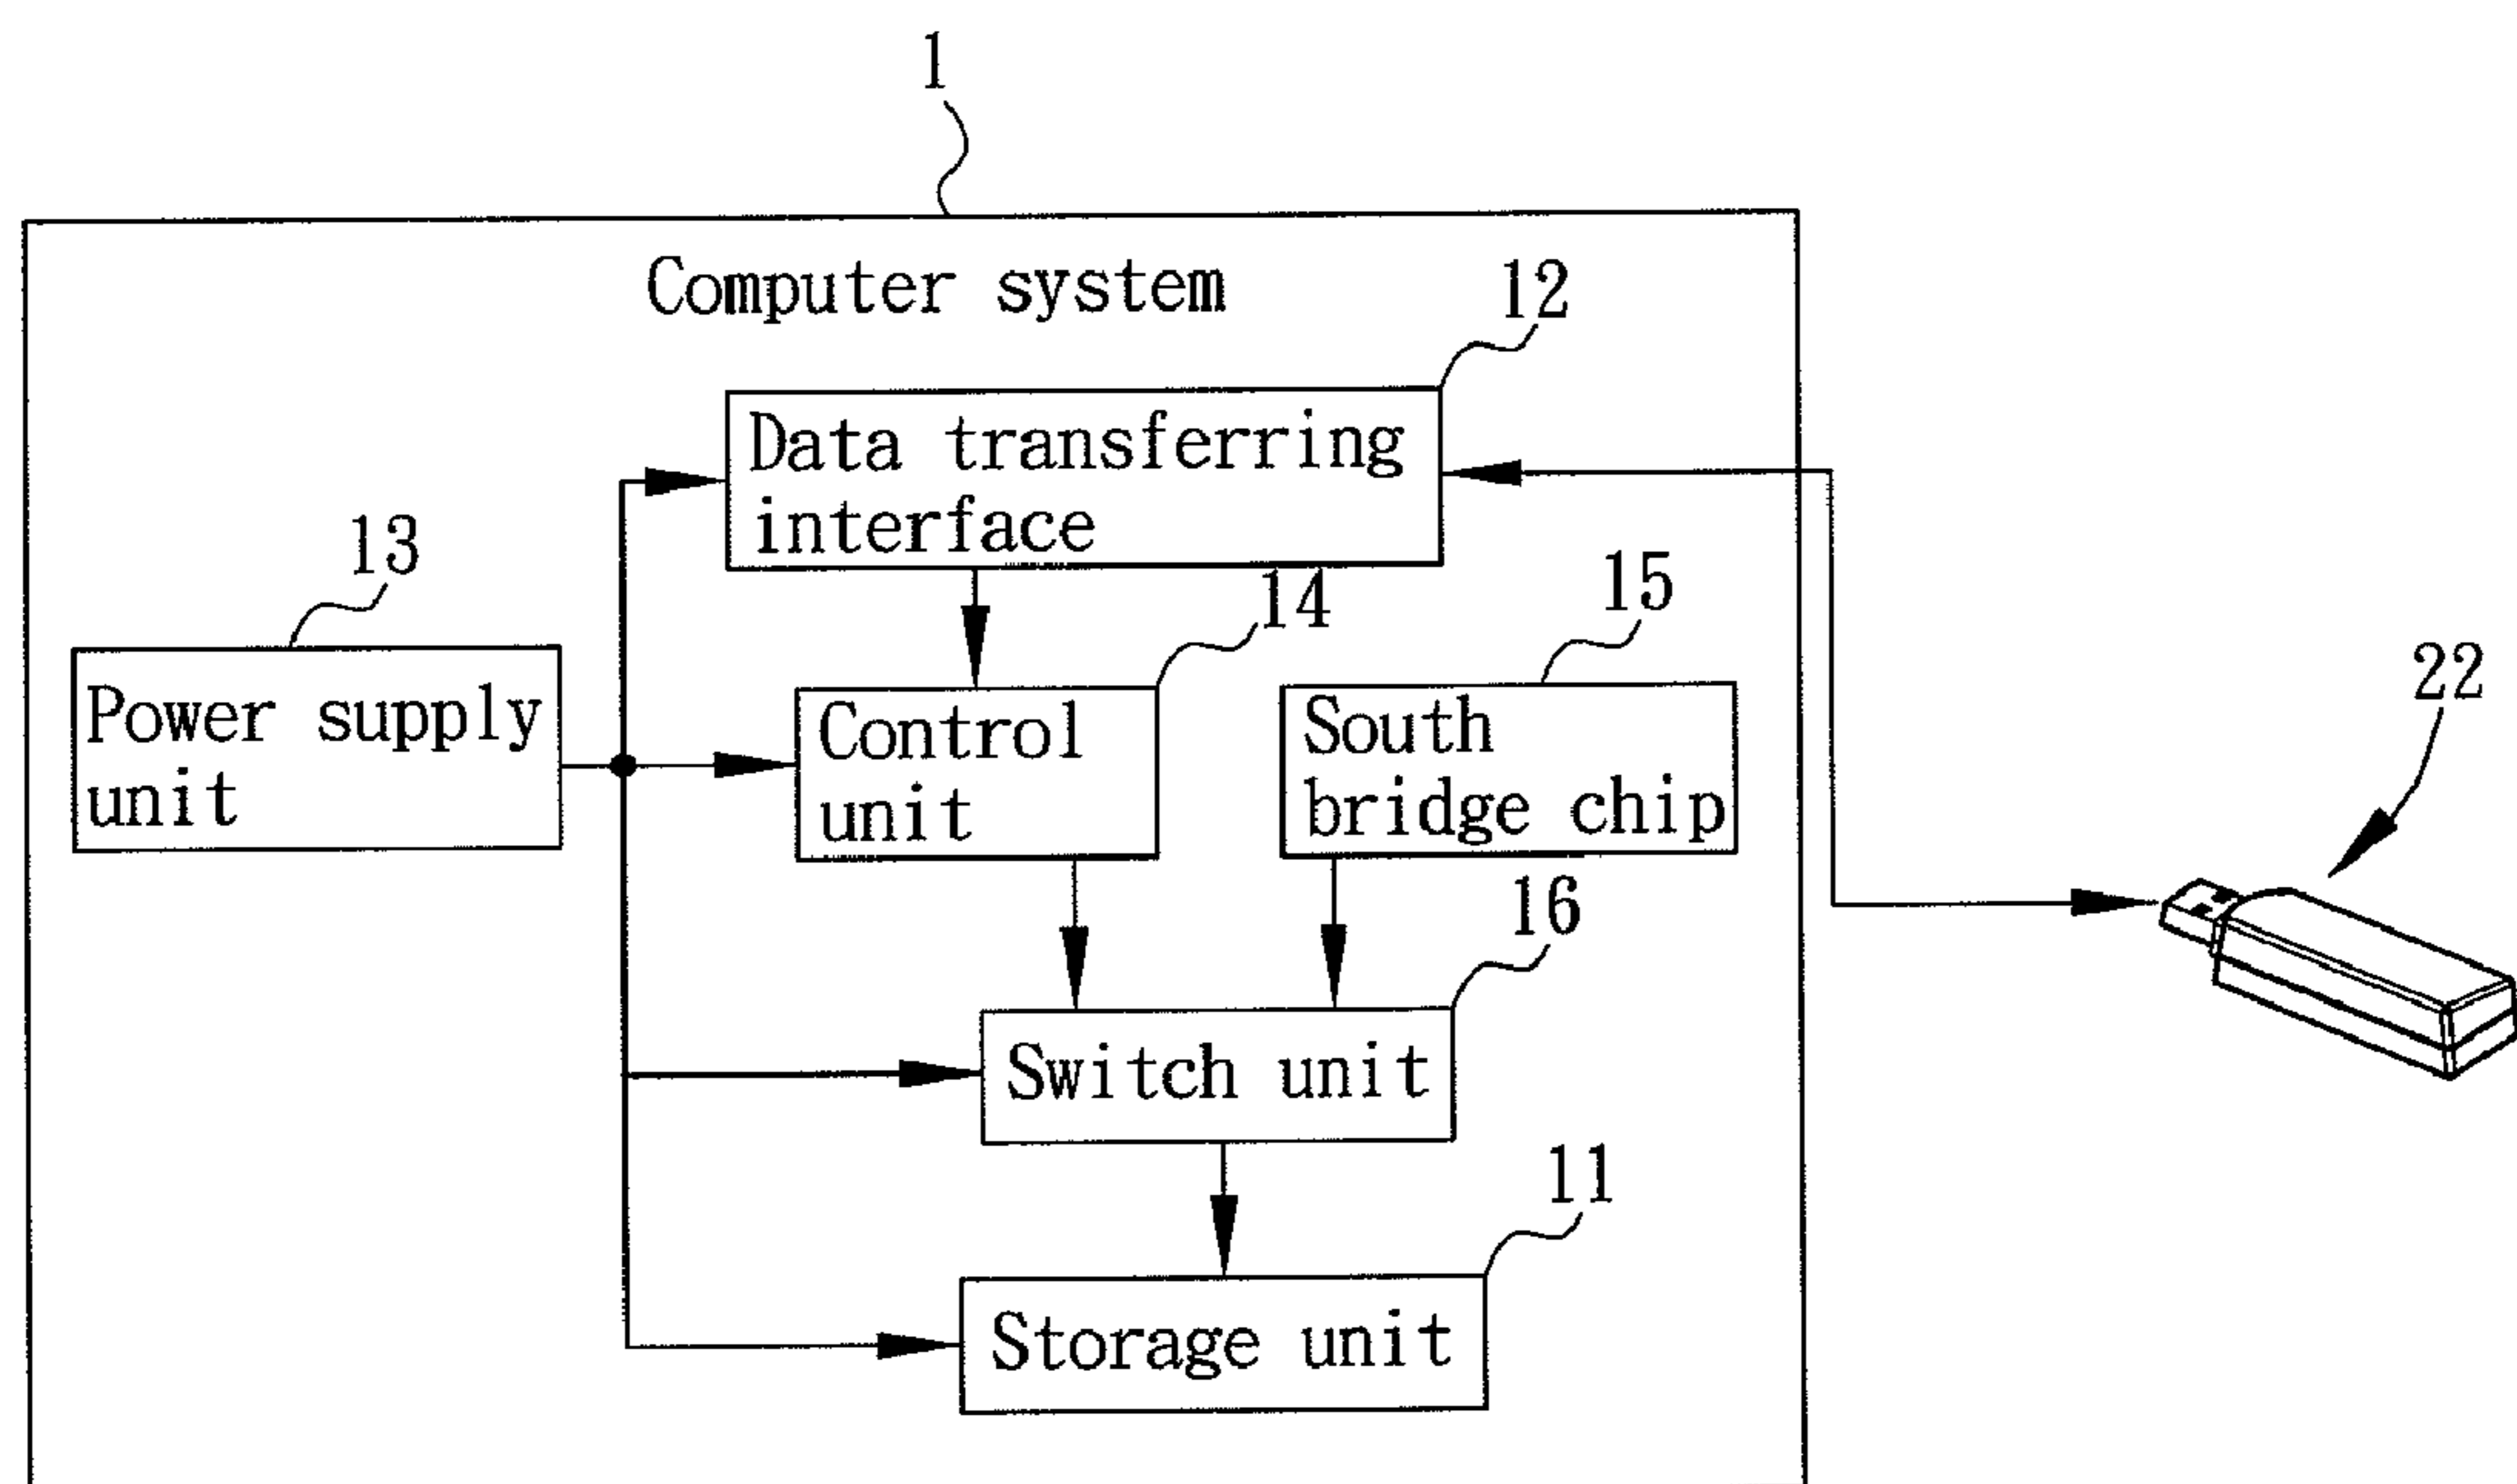 1
Computer system
12
Data transferring
interface
13
14
15
22
Power supply
unit
Control
unit
South
bridge chip
16
Switch unit
11
Storage unit